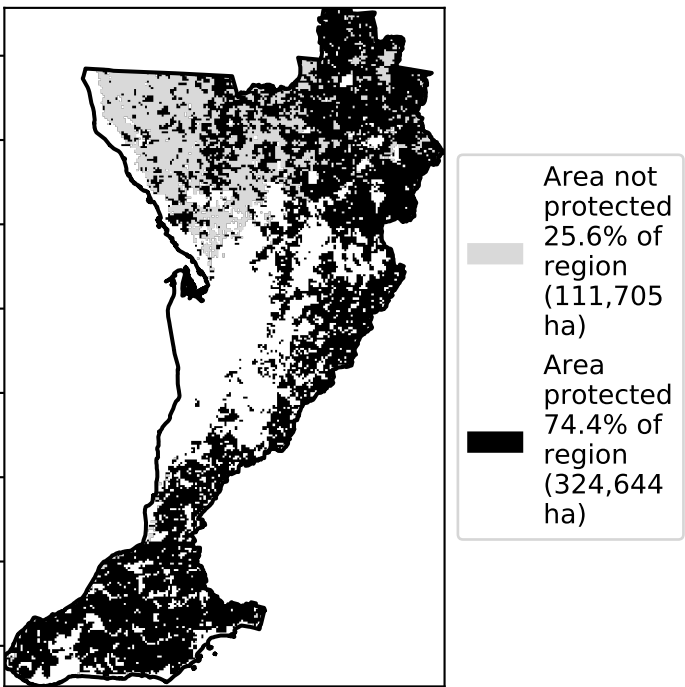 Area not
protected
25.6% of
region
(111,705
ha)
Area
protected
74.4% of
region
(324,644
ha)